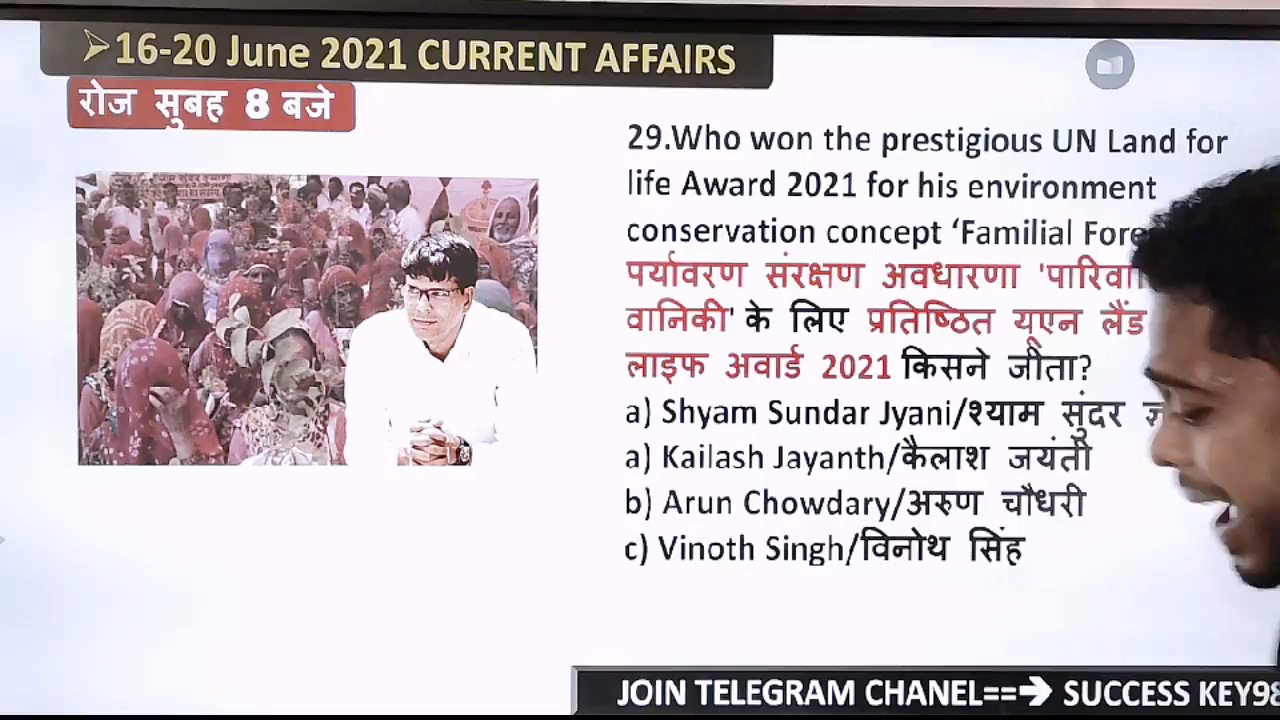 ➢16-20 June 2021 CURRENT AFFAIRS
रोज सुबह 8 बजे
29.Who won the prestigious UN Land for
life Award 2021 for his environment
conservation concept ‘Familial
पर्यावरण संरक्षण अवधारणा
वानिकी' के लिए प्रतिष्ठित यूएन लैंड
लाइफ अवार्ड 2021 किसने जीता?
a) Shyam Sundar Jyani/श्याम सुंदर
a) Kailash Jayanth/कैलाश जयंती
b) Arun Chowdary/अरुण चौधरी
c) Vinoth Singh/विनोथ सिंह
JOIN TELEGRAM CHANEL==➔ SUCCESS